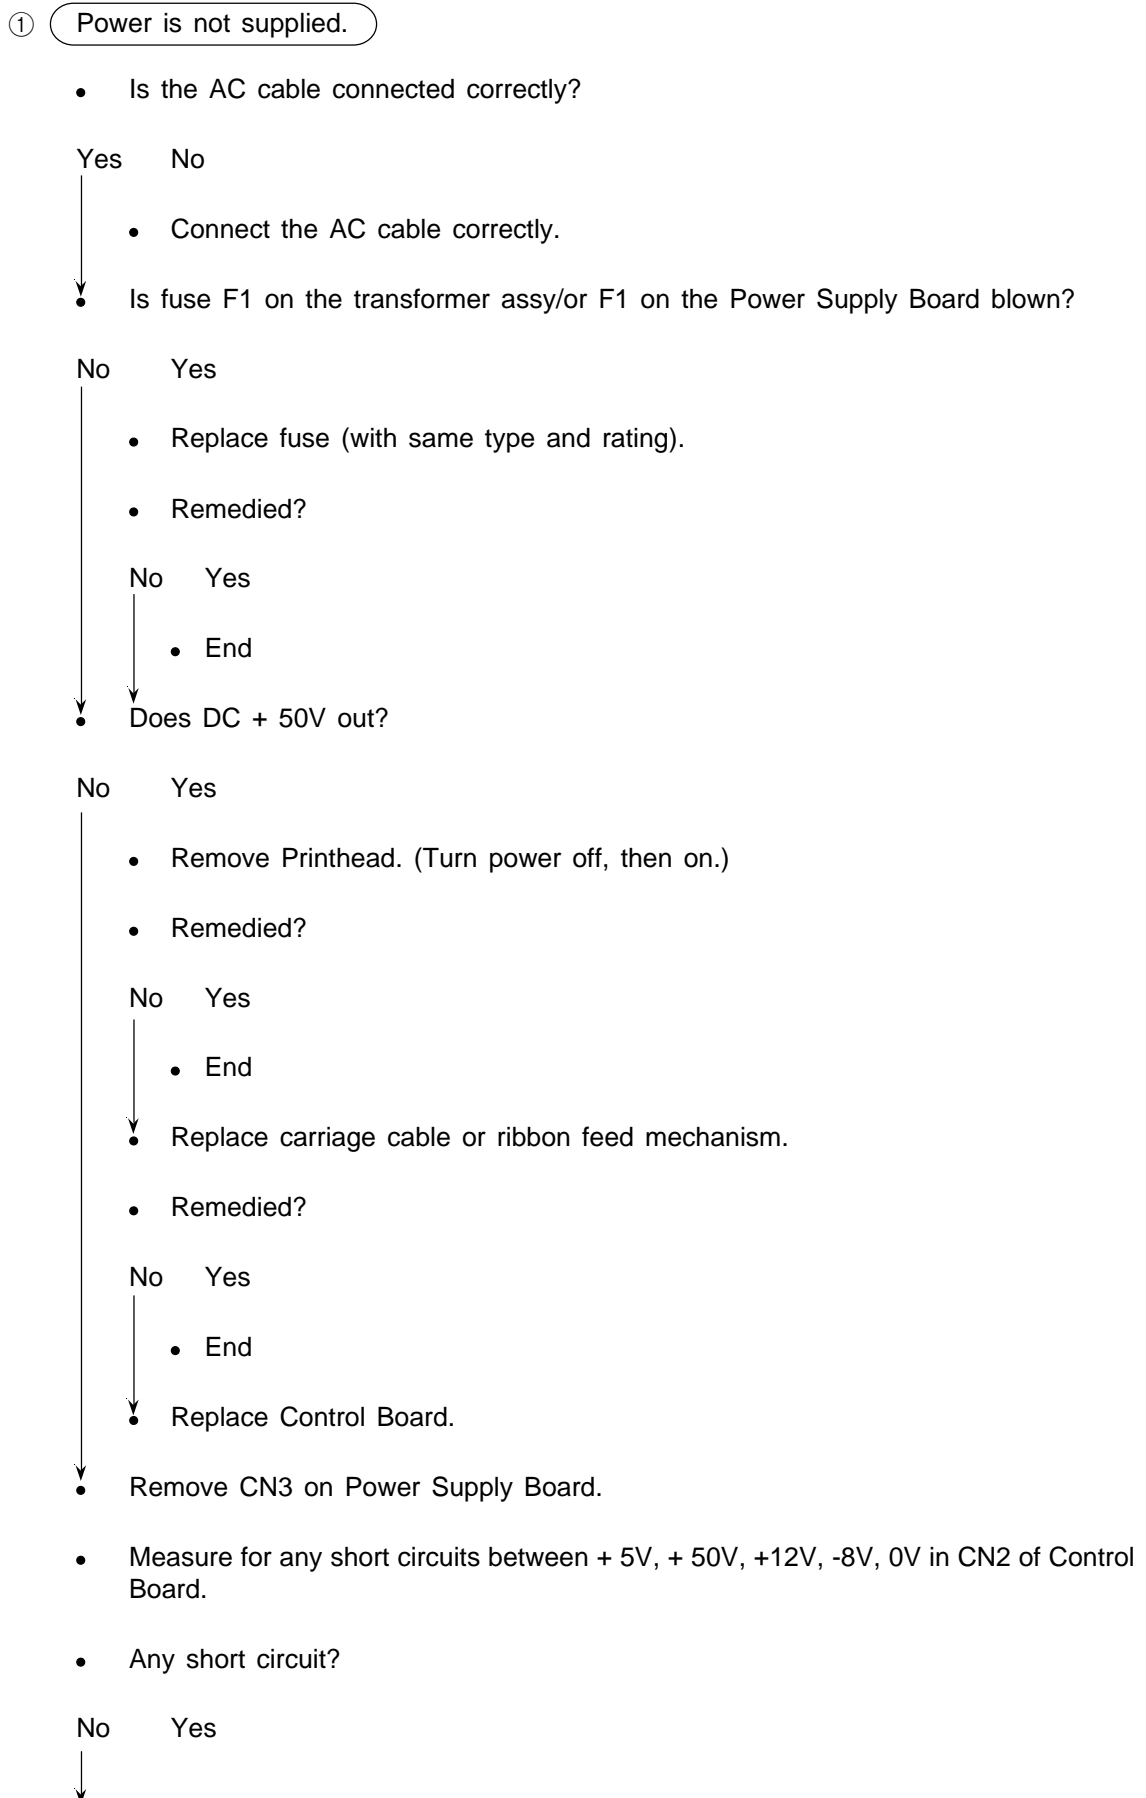 ① Power is not supplied.
● Is the AC cable connected correctly?
Yes No
● Connect the AC cable correctly.
● Is fuse F1 on the transformer assy/or F1 on the Power Supply Board blown?
No Yes
● Replace fuse (with same type and rating).
● Remedied?
No Yes
● End
● Does DC + 50V out?
No Yes
● Remove Printhead. (Turn power off, then on.)
● Remedied?
No Yes
● End
● Replace carriage cable or ribbon feed mechanism.
● Remedied?
No Yes
● End
● Replace Control Board.
● Remove CN3 on Power Supply Board.
● Measure for any short circuits between + 5V, + 50V, +12V, -8V, 0V in CN2 of Control
Board.
● Any short circuit?
No Yes